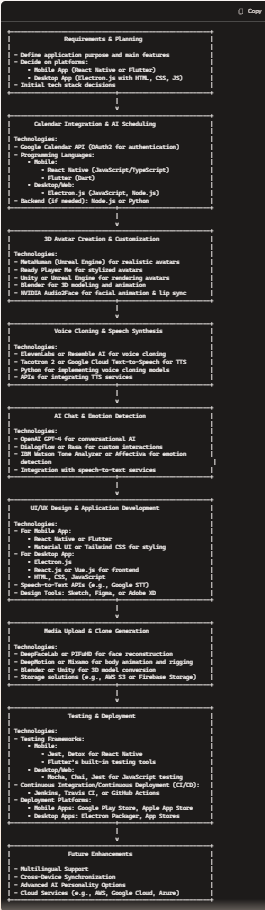 Copy
Requirements & Planning
- Define application purpose and main features
- Decide on platforms:
• Mobile App (React Native or Flutter)
• Desktop App (Electron.js with HTML, CSS, JS)
- Initial tech stack decisions
v
Calendar Integration & AI Scheduling
Technologies:
- Google Calendar API (OAuth2 for authentication)
- Programming Languages:
• Mobile:
• React Native (JavaScript/TypeScript)
• Flutter (Dart)
• Desktop/Web:
• Electron.js (JavaScript, Node.js)
- Backend (if needed): Node.js or Python
v
3D Avatar Creation & Customization
Technologies:
- MetaHuman (Unreal Engine) for realistic avatars
- Ready Player Me for stylized avatars
- Unity or Unreal Engine for rendering avatars
- Blender for 3D modeling and animation
- NVIDIA Audio2Face for facial animation & lip sync
v
Voice Cloning & Speech Synthesis
Technologies:
- ElevenLabs or Resemble AI for voice cloning
- Tacotron 2 or Google Cloud Text-to-Speech for TTS
- Python for implementing voice cloning models
- APIs for integrating TTS services
v
AI Chat & Emotion Detection
Technologies:
- OpenAI GPT-4 for conversational AI
- Dialogflow or Rasa for custom interactions
- IBM Watson Tone Analyzer or Affectiva for emotion
detection
- Integration with speech-to-text services
v
UI/UX Design & Application Development
Technologies:
- For Mobile App:
• React Native or Flutter
• Material UI or Tailwind CSS for styling
- For Desktop App:
• Electron.js
• React.js or Vue.js for frontend
• HTML, CSS, JavaScript
- Speech-to-Text APIs (e.g., Google STT)
- Design Tools: Sketch, Figma, or Adobe XD
v
Media Upload & Clone Generation
Technologies:
- DeepFaceLab or PIFuHD for face reconstruction
- DeepMotion or Mixamo for body animation and rigging
- Blender or Unity for 3D model conversion
- Storage solutions (e.g., AWS S3 or Firebase Storage)
v
Testing & Deployment
Technologies:
- Testing Frameworks:
• Mobile:
• Jest, Detox for React Native
• Flutter's built-in testing tools
• Desktop/Web:
• Mocha, Chai, Jest for JavaScript testing
- Continuous Integration/Continuous Deployment (CI/CD):
• Jenkins, Travis CI, or GitHub Actions
- Deployment Platforms:
• Mobile Apps: Google Play Store, Apple App Store
• Desktop Apps: Electron Packager, App Stores
v
Future Enhancements
- Multilingual Support
- Cross-Device Synchronization
- Advanced AI Personality Options
- Cloud Services (e.g., AWS, Google Cloud, Azure)